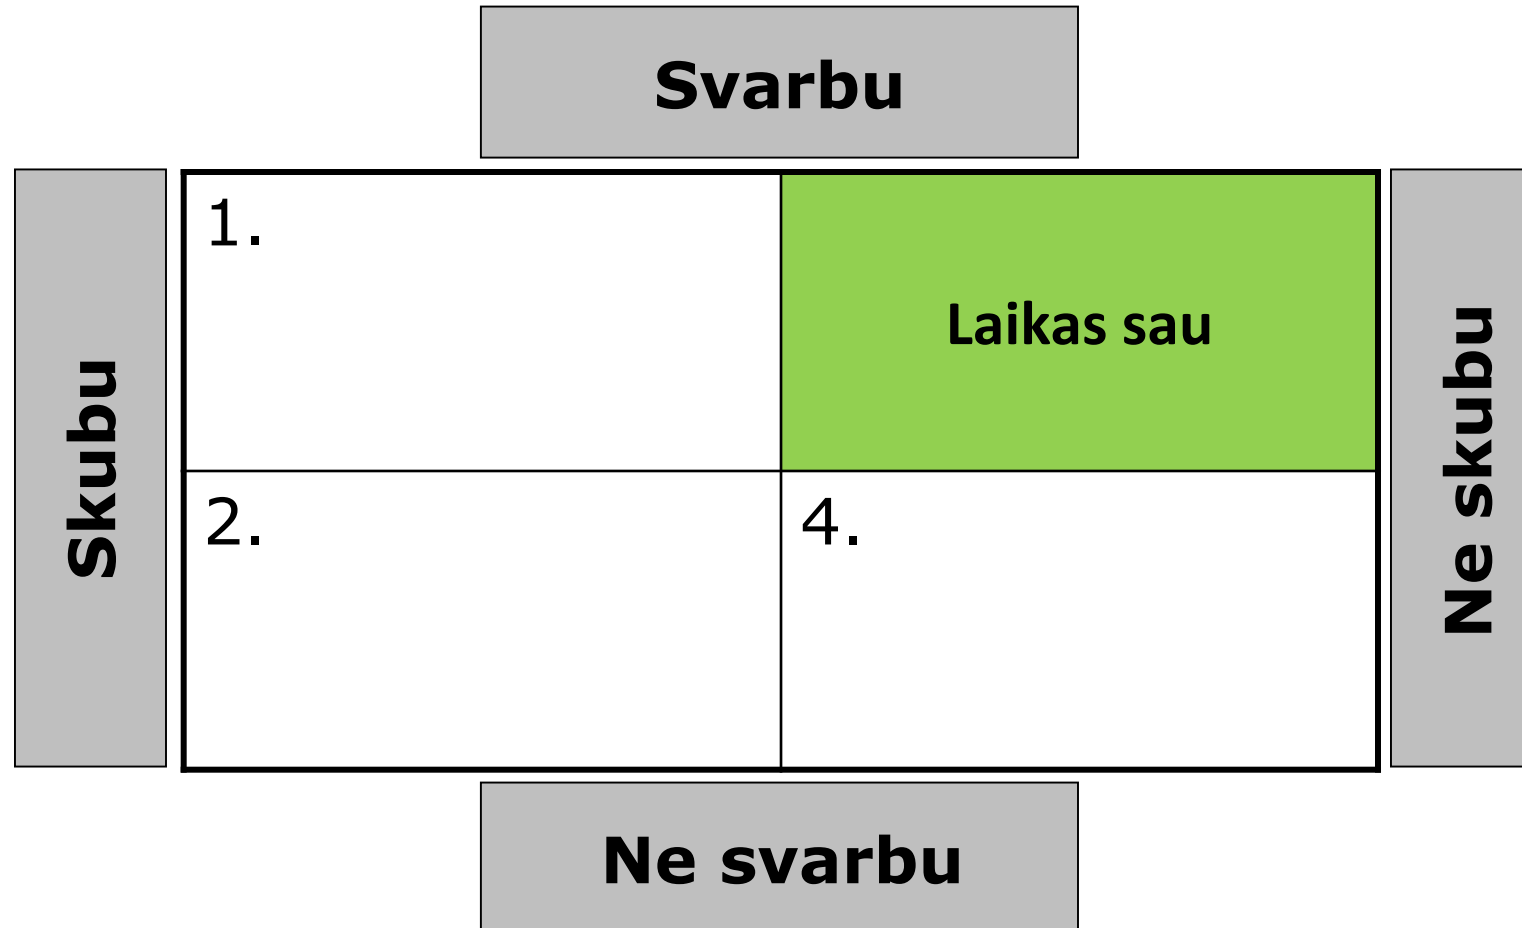 Svarbu
Skubu
1.
Laikas sau
Ne skubu
2.
4.
Ne svarbu